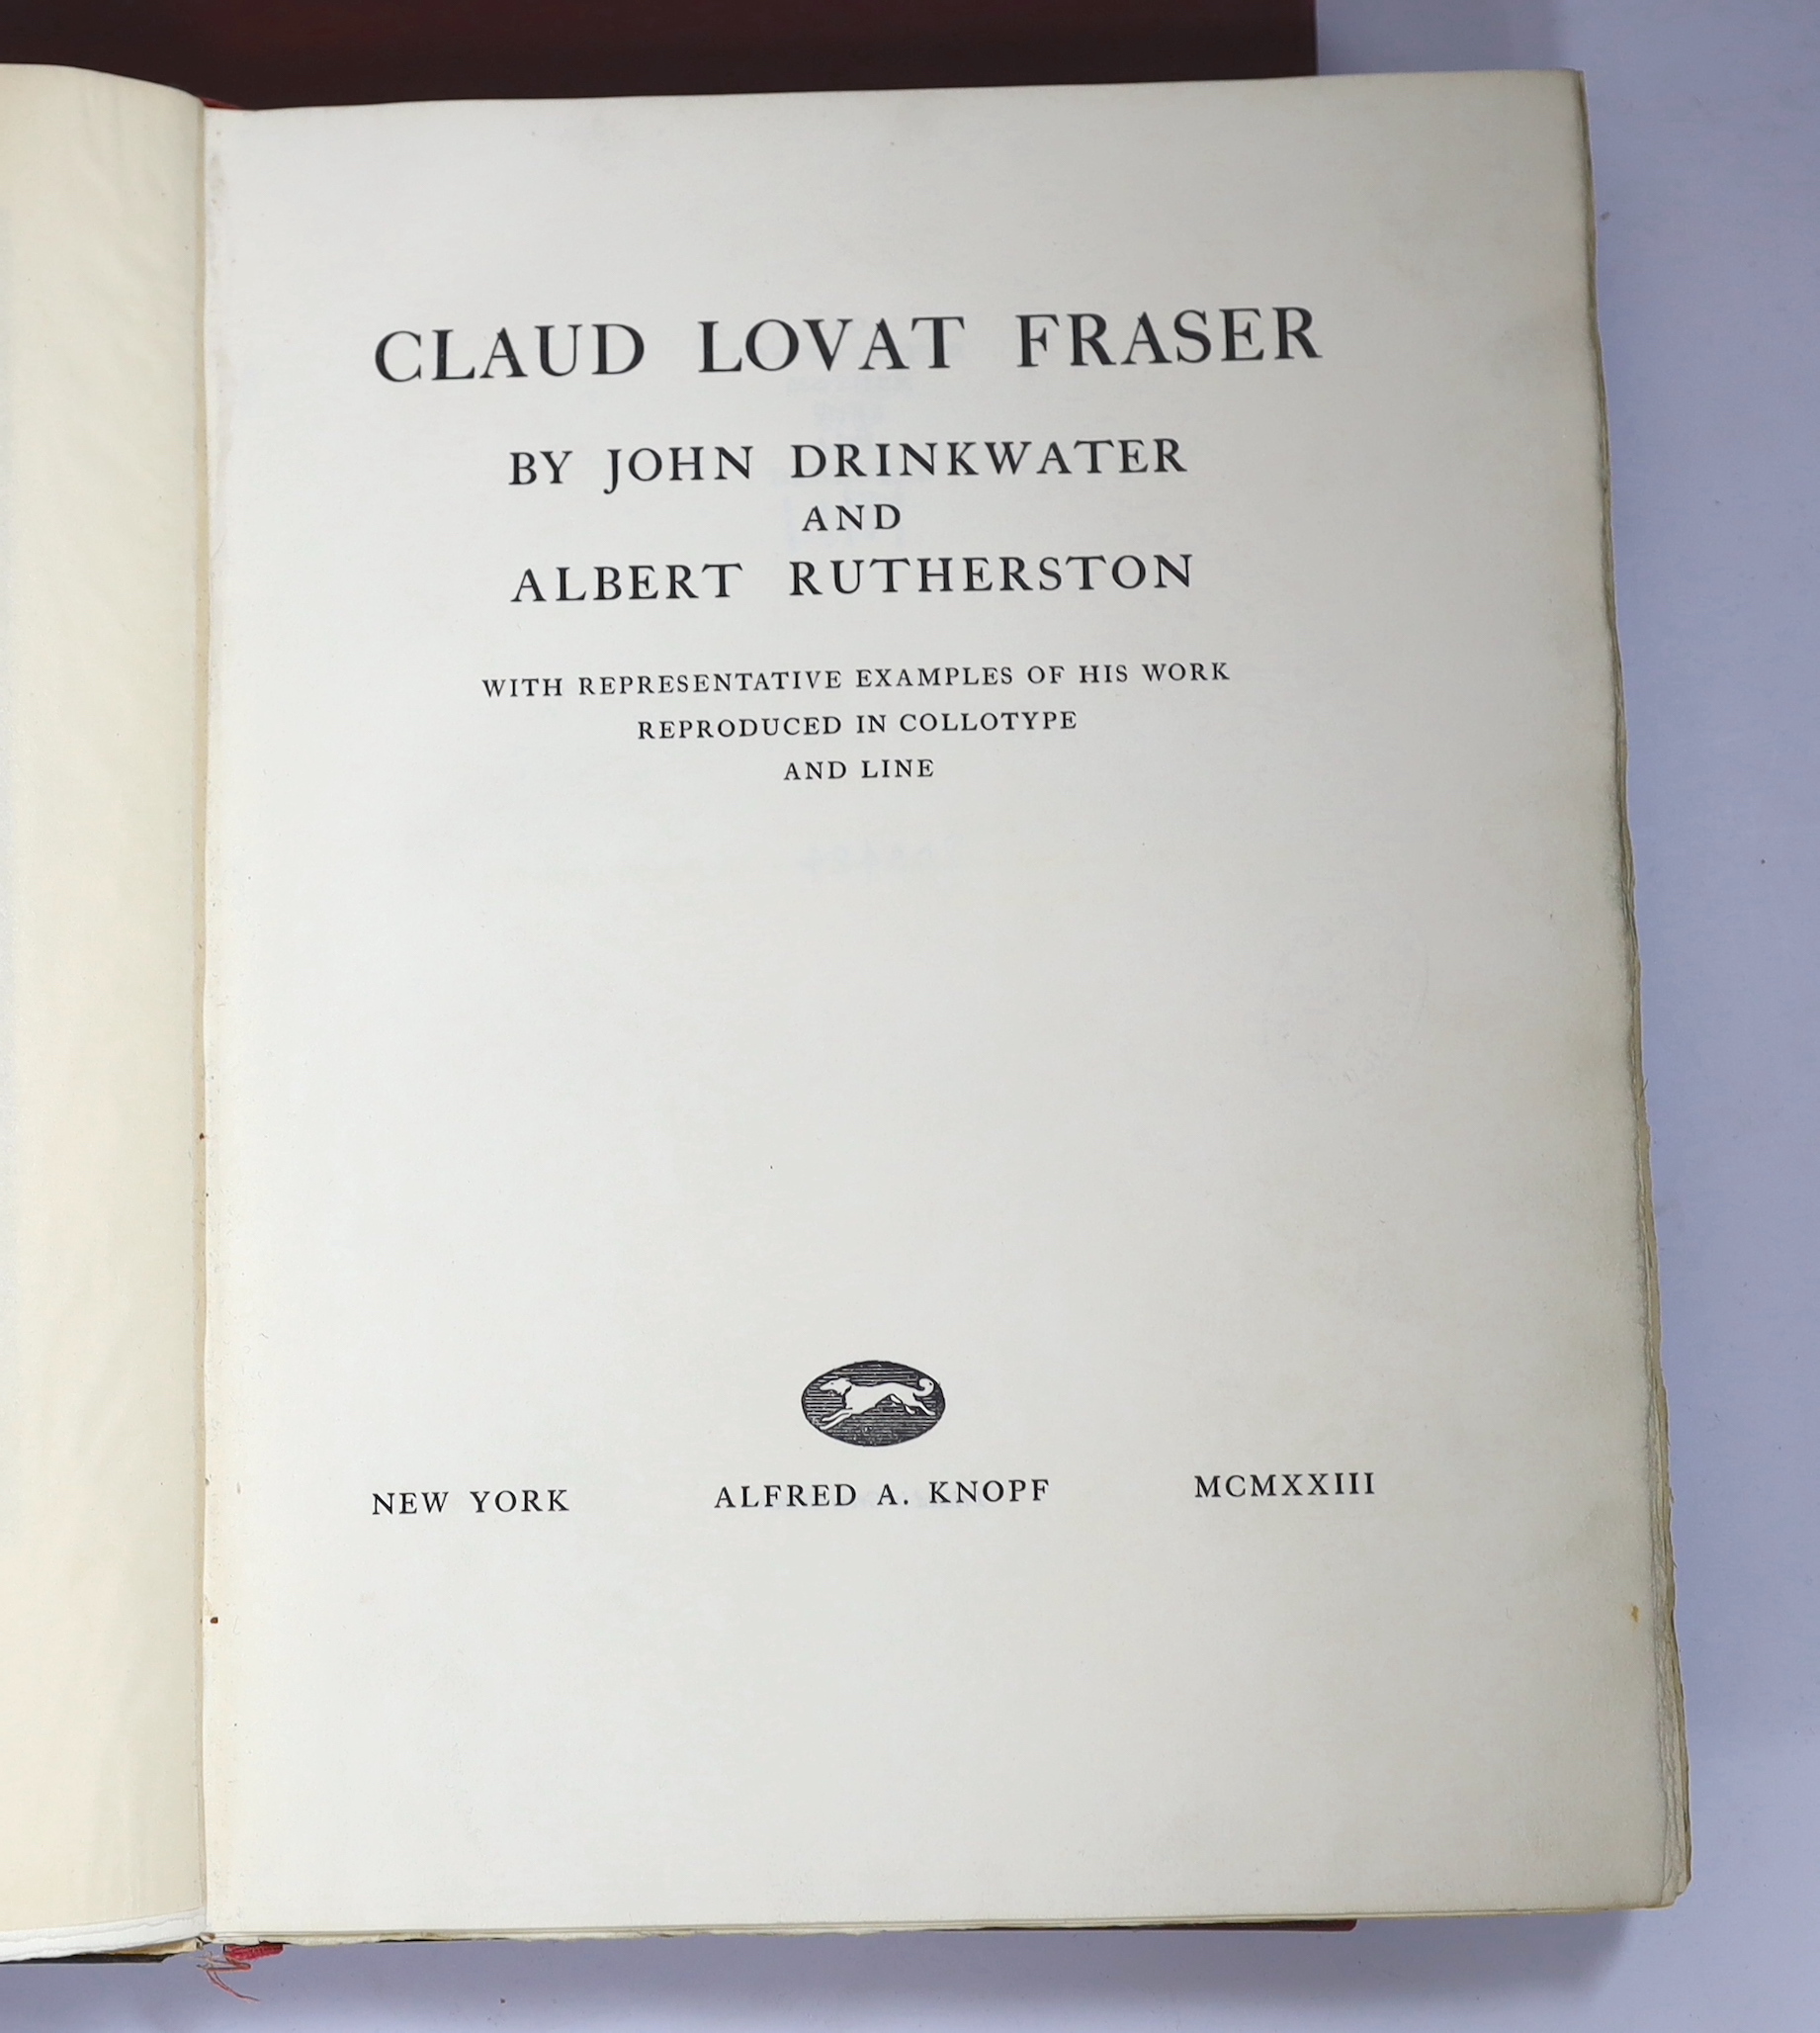 CLAUD LOVAT FRASER
BY JOHN DRINKWATER
AND
ALBERT RUTHERSTON
WITH REPRESENTATIVE EXAMPLES OF HIS WORK
REPRODUCED IN COLLOTYPE
AND LINE
NEW YORK ALFRED A. KNOPF MCMXXIII